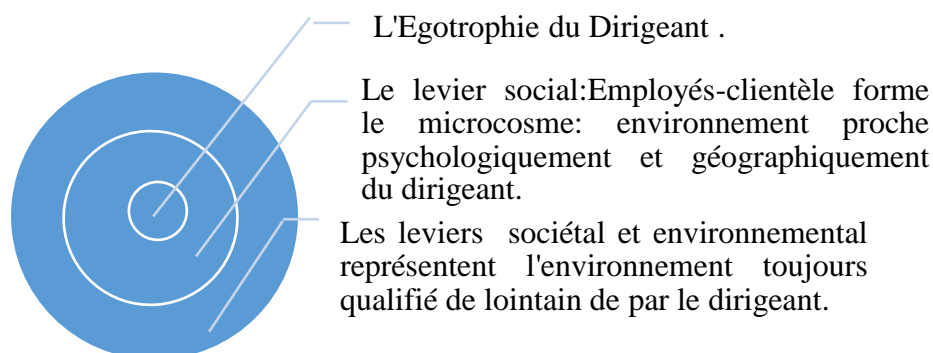 L'Egotrophie du Dirigeant .
Le levier social:Employés-clientèle forme
le microcosme: environnement proche
psychologiquement et géographiquement
du dirigeant.
Les leviers sociétal et environnemental
représentent l'environnement toujours
qualifié de lointain de par le dirigeant.